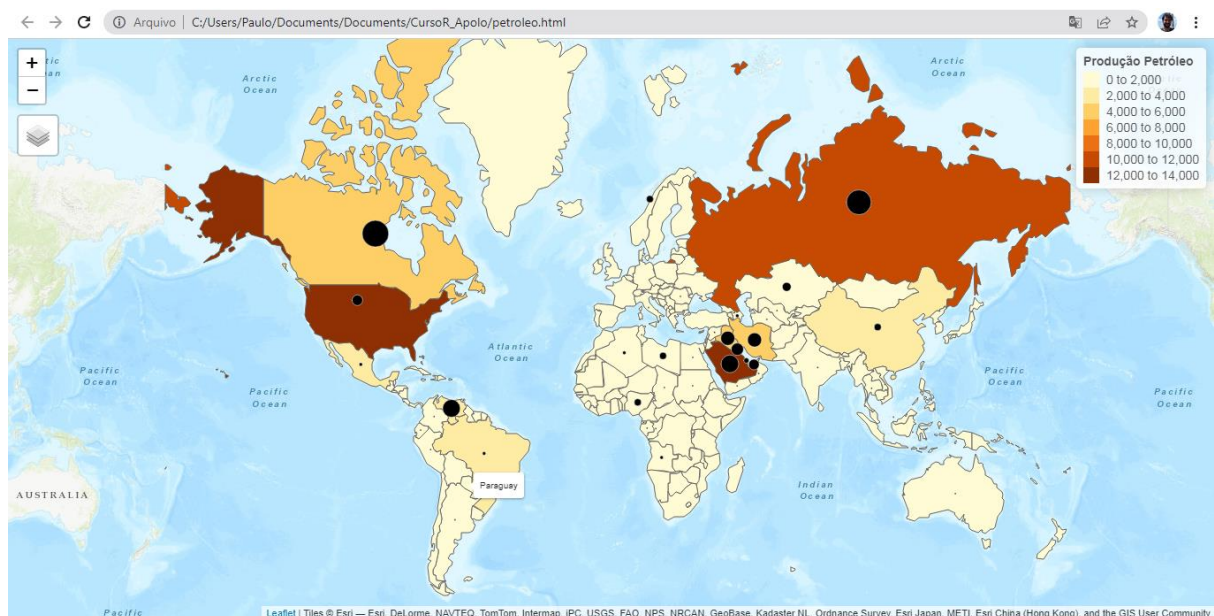 Arquivo | C:/Users/Paulo/Documents/Documents/CursoR_Apolo/petroleo.html
+
−
Arctic
Ocean
Arctic
Ocean
Produção Petróleo
0 to 2,000
2,000 to 4,000
4,000 to 6,000
6,000 to 8,000
8,000 to 10,000
10,000 to 12,000
12,000 to 14,000
Atlantic
Ocean
Pacific
Ocean
Pacific
Ocean
Pacific
Ocean
Pacific
Ocean
Paraguay
Indian
Ocean
AUSTRALIA
Pacific
Leaflet | Tiles © Esri — Esri, DeLorme, NAVTEQ, TomTom, Intermap, iPC, USGS, FAO, NPS, NRCAN, GeoBase, Kadaster NL, Ordnance Survey, Esri Japan, METI, Esri China (Hong Kong), and the GIS User Community